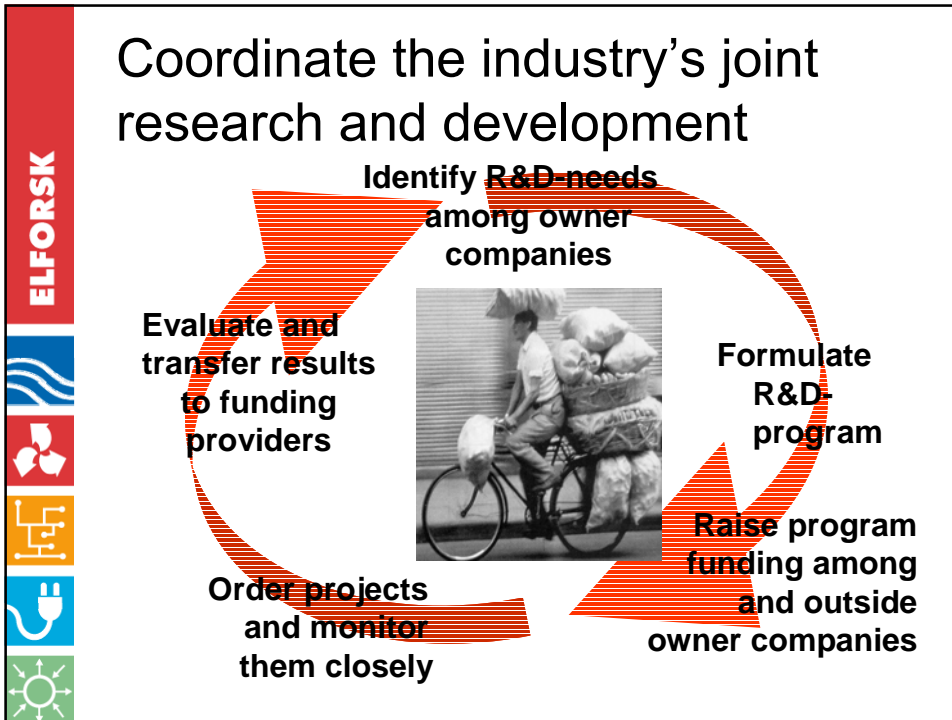 Coordinate the industry's joint
research and development
ELFORSK
Identify R&D-needs
among owner
companies
Formulate
R&D-
program
Raise program
funding among
and outside
owner companies
Order projects
and monitor
them closely
Evaluate and
transfer results
to funding
providers